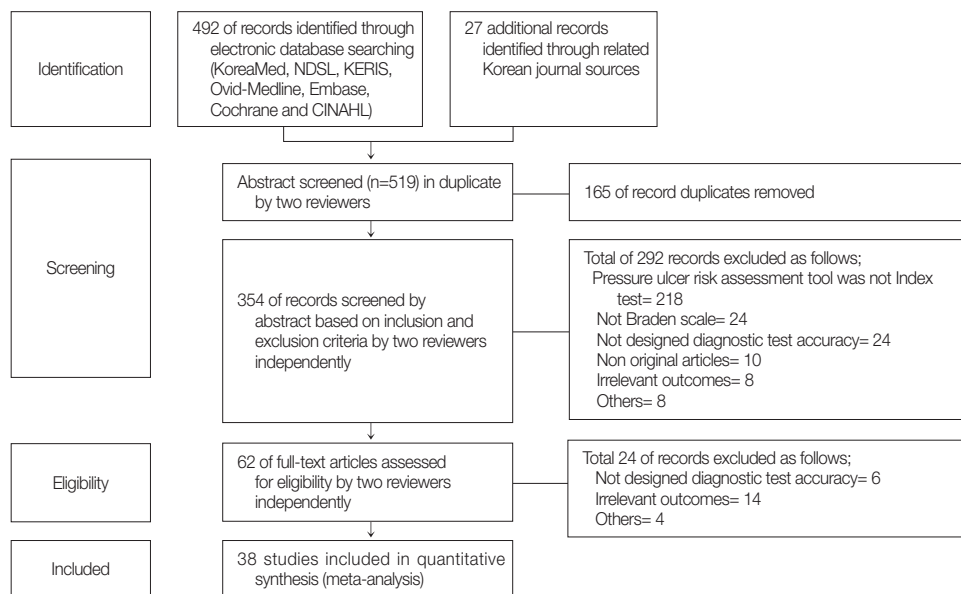 Identification
492 of records identified through
electronic database searching
(KoreaMed, NDSL, KERIS,
Ovid-Medline, Embase,
Cochrane and CINAHL)
27 additional records
identified through related
Korean journal sources
Screening
Abstract screened (n=519) in duplicate
by two reviewers
165 of record duplicates removed
354 of records screened by
abstract based on inclusion and
exclusion criteria by two reviewers
independently
Total of 292 records excluded as follows;
Pressure ulcer risk assessment tool was not Index
test= 218
Not Braden scale= 24
Not designed diagnostic test accuracy= 24
Non original articles= 10
Irrelevant outcomes= 8
Others= 8
Eligibility
62 of full-text articles assessed
for eligibility by two reviewers
independently
Total 24 of records excluded as follows;
Not designed diagnostic test accuracy= 6
Irrelevant outcomes= 14
Others= 4
Included
38 studies included in quantitative
synthesis (meta-analysis)